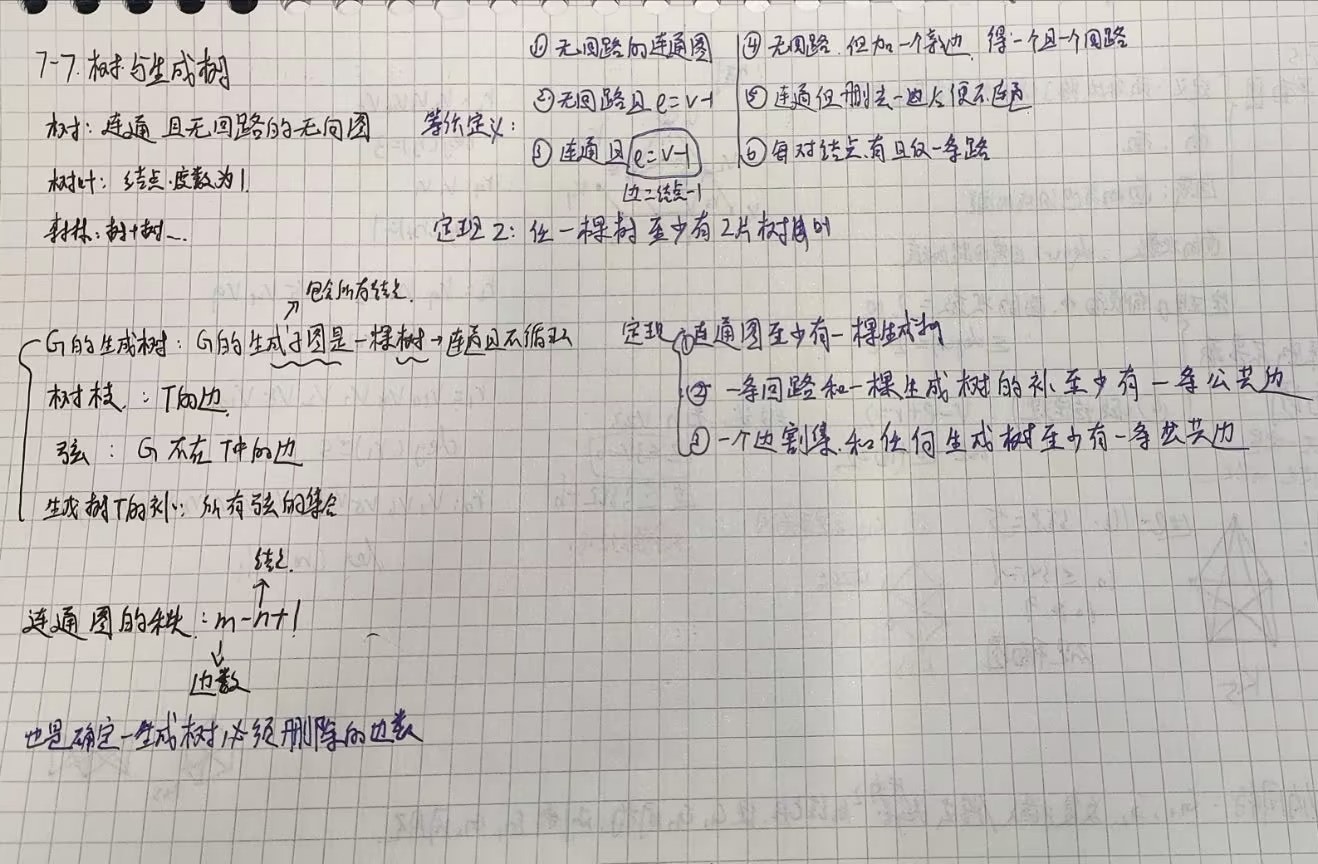 7-7. 树与生成树
树: 连通且无回路的无向图
树叶: 结点.度数为1.
森林: 树+树...
等价定义:
① 无回路的连通图
② 无回路且 e=v-1
③ 连通且 e=v-1
边=结点-1
④ 无回路.但加一个新边.得一个且一个回路
⑤ 连通但删去一边后便不连通
⑥ 每对结点.有且仅一条路
定理2: 任一棵树至少有2片树叶
包含所有结点.
G的生成树: G的生成子图是一棵树→连通且不循环
树枝: T的边
弦: G不在T中的边
生成树T的补: 所有弦的集合
定理 ①连通图至少有一棵生成树
② 一条回路和一棵生成树的补至少有一条公共边
③ 一个边割集.和任何生成树至少有一条公共边
结点.
连通图的秩: m-n+1
边数
也是确定一生成树必须删除的边数